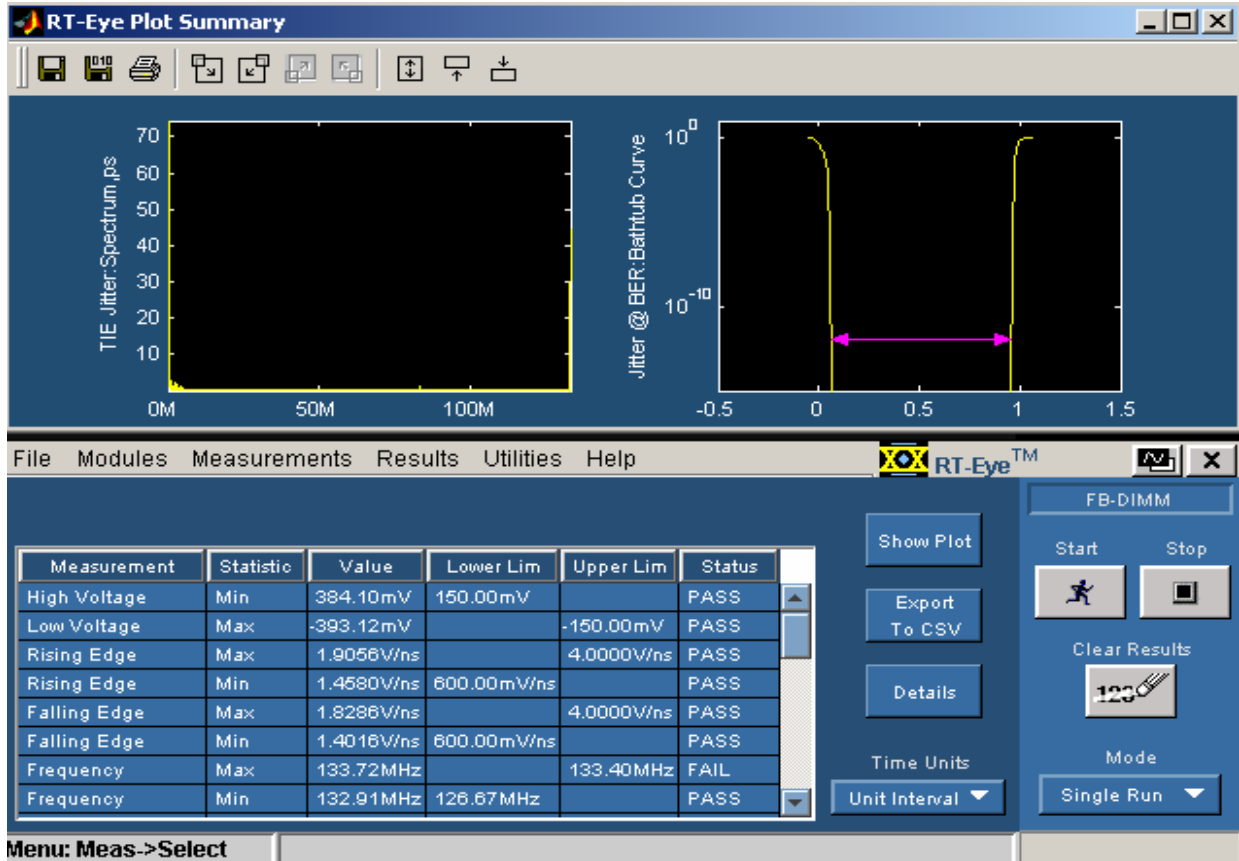 RT-Eye Plot Summary
TIE Jitter:Spectrum,ps
70
60
50
40
30
20
10
0M 50M 100M
Jitter @ BER:Bathtub Curve
10^0
10^-10
-0.5 0 0.5 1 1.5
File Modules Measurements Results Utilities Help
RT-Eye™
FB-DIMM
Measurement Statistic Value Lower Lim Upper Lim Status
High Voltage Min 384.10mV 150.00mV PASS
Low Voltage Max -393.12mV -150.00mV PASS
Rising Edge Max 1.9056V/ns 4.0000V/ns PASS
Rising Edge Min 1.4580V/ns 600.00mV/ns PASS
Falling Edge Max 1.8286V/ns 4.0000V/ns PASS
Falling Edge Min 1.4016V/ns 600.00mV/ns PASS
Frequency Max 133.72MHz 133.40MHz FAIL
Frequency Min 132.91MHz 126.67MHz PASS
Show Plot
Export
To CSV
Details
Time Units
Unit Interval
Start Stop
Clear Results
123
Mode
Single Run
Menu: Meas->Select